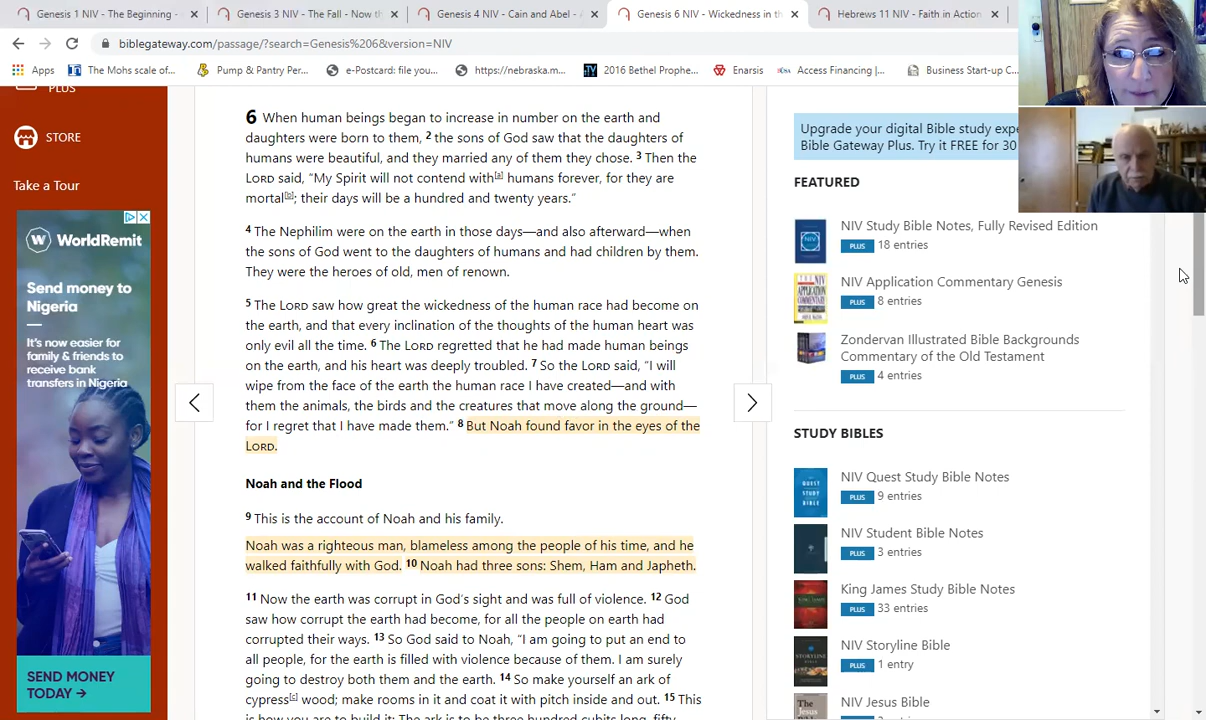 Genesis 1 NIV - The Beginning -
Genesis 3 NIV - The Fall - Now th
Genesis 4 NIV - Cain and Abel - A
Genesis 6 NIV - Wickedness in th
Hebrews 11 NIV - Faith in Action
biblegateway.com/passage/?search=Genesis%206&version=NIV
Apps
The Mohs scale of...
Pump & Pantry Per...
e-Postcard: file you...
https://nebraska.m...
2016 Bethel Prophe...
Enarsis
Access Financing |...
Business Start-up C...
PLUS
STORE
Take a Tour
WorldRemit
Send money to
Nigeria
It's now easier for
family & friends to
receive bank
transfers in Nigeria
SEND MONEY
TODAY →
6 When human beings began to increase in number on the earth and
daughters were born to them, 2 the sons of God saw that the daughters of
humans were beautiful, and they married any of them they chose. 3 Then the
LORD said, “My Spirit will not contend with[a] humans forever, for they are
mortal[b]; their days will be a hundred and twenty years.”
4 The Nephilim were on the earth in those days—and also afterward—when
the sons of God went to the daughters of humans and had children by them.
They were the heroes of old, men of renown.
5 The LORD saw how great the wickedness of the human race had become on
the earth, and that every inclination of the thoughts of the human heart was
only evil all the time. 6 The LORD regretted that he had made human beings
on the earth, and his heart was deeply troubled. 7 So the LORD said, “I will
wipe from the face of the earth the human race I have created—and with
them the animals, the birds and the creatures that move along the ground—
for I regret that I have made them.” 8 But Noah found favor in the eyes of the
LORD.
Noah and the Flood
9 This is the account of Noah and his family.
Noah was a righteous man, blameless among the people of his time, and he
walked faithfully with God. 10 Noah had three sons: Shem, Ham and Japheth.
11 Now the earth was corrupt in God’s sight and was full of violence. 12 God
saw how corrupt the earth had become, for all the people on earth had
corrupted their ways. 13 So God said to Noah, “I am going to put an end to
all people, for the earth is filled with violence because of them. I am surely
going to destroy both them and the earth. 14 So make yourself an ark of
cypress[c] wood; make rooms in it and coat it with pitch inside and out. 15 This
is how you are to build it: The ark is to be three hundred cubits long, fifty
Upgrade your digital Bible study expe
Bible Gateway Plus. Try it FREE for 30
FEATURED
NIV Study Bible Notes, Fully Revised Edition
PLUS 18 entries
NIV Application Commentary Genesis
PLUS 8 entries
Zondervan Illustrated Bible Backgrounds
Commentary of the Old Testament
PLUS 4 entries
STUDY BIBLES
NIV Quest Study Bible Notes
PLUS 9 entries
NIV Student Bible Notes
PLUS 3 entries
King James Study Bible Notes
PLUS 33 entries
NIV Storyline Bible
PLUS 1 entry
NIV Jesus Bible